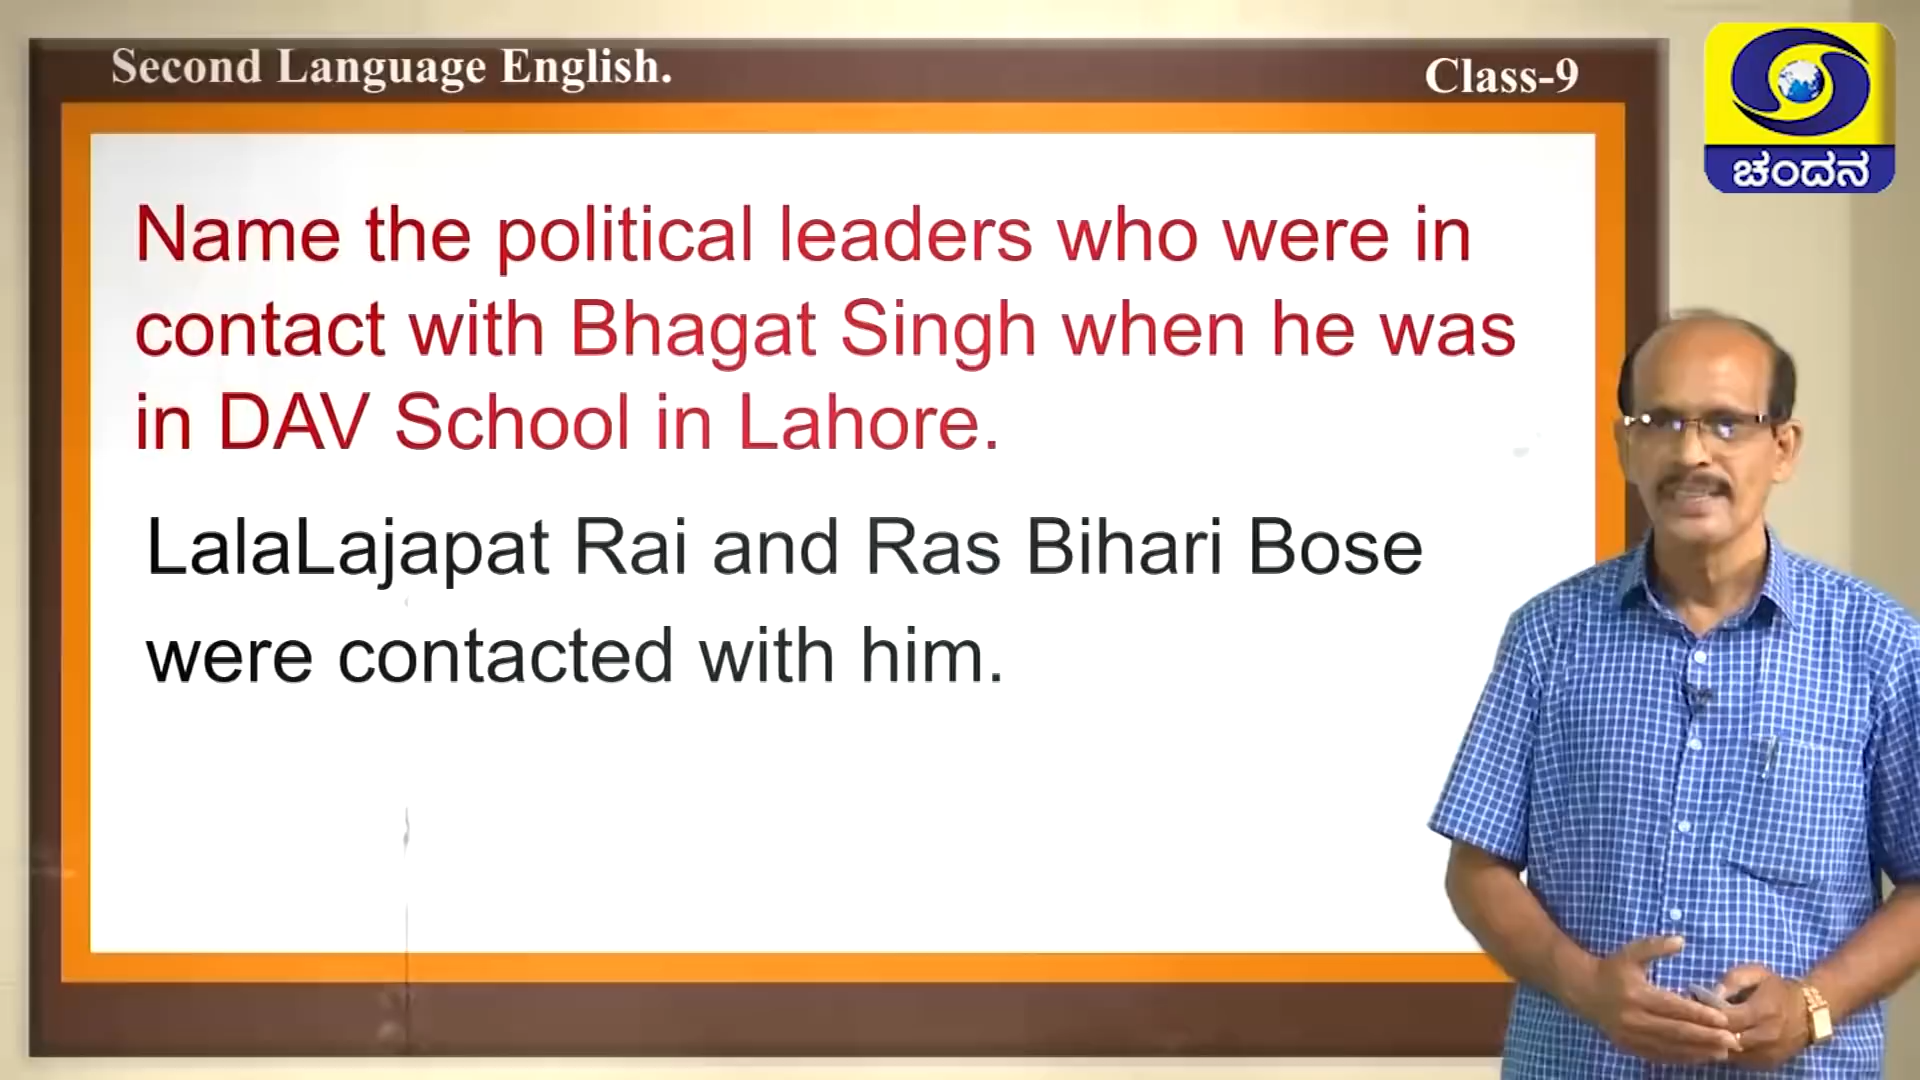 Second Language English.
Class-9
ಚಂದನ
Name the political leaders who were in
contact with Bhagat Singh when he was
in DAV School in Lahore.
LalaLajapat Rai and Ras Bihari Bose
were contacted with him.